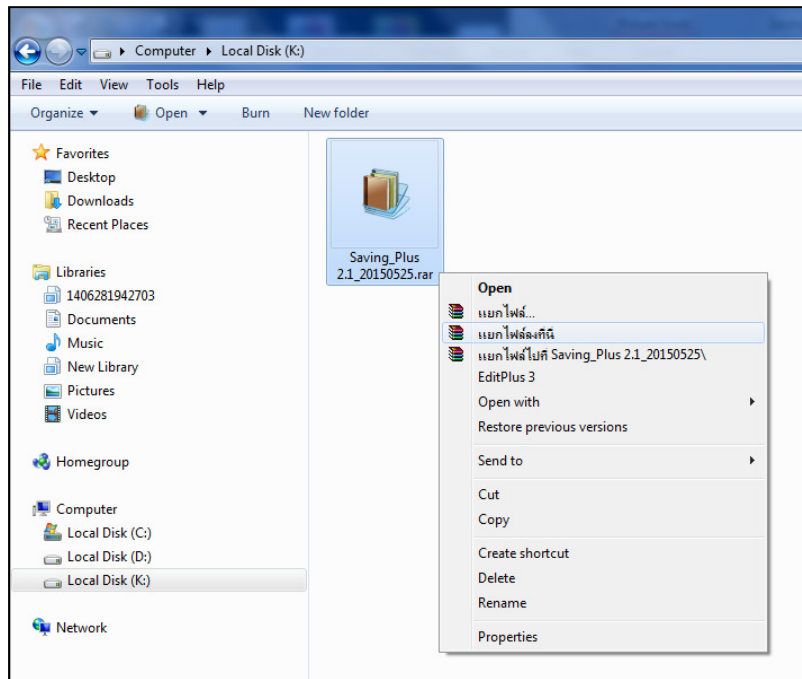 Computer Local Disk (K:)
File Edit View Tools Help
Organize Open Burn New folder
Favorites
Desktop
Downloads
Recent Places
Libraries
1406281942703
Documents
Music
New Library
Pictures
Videos
Homegroup
Computer
Local Disk (C:)
Local Disk (D:)
Local Disk (K:)
Network
Saving_Plus
2.1_20150525.rar
Open
แยกไฟล์...
แยกไฟล์ลงที่นี่
แยกไฟล์ไปที่ Saving_Plus 2.1_20150525\
EditPlus 3
Open with
Restore previous versions
Send to
Cut
Copy
Create shortcut
Delete
Rename
Properties